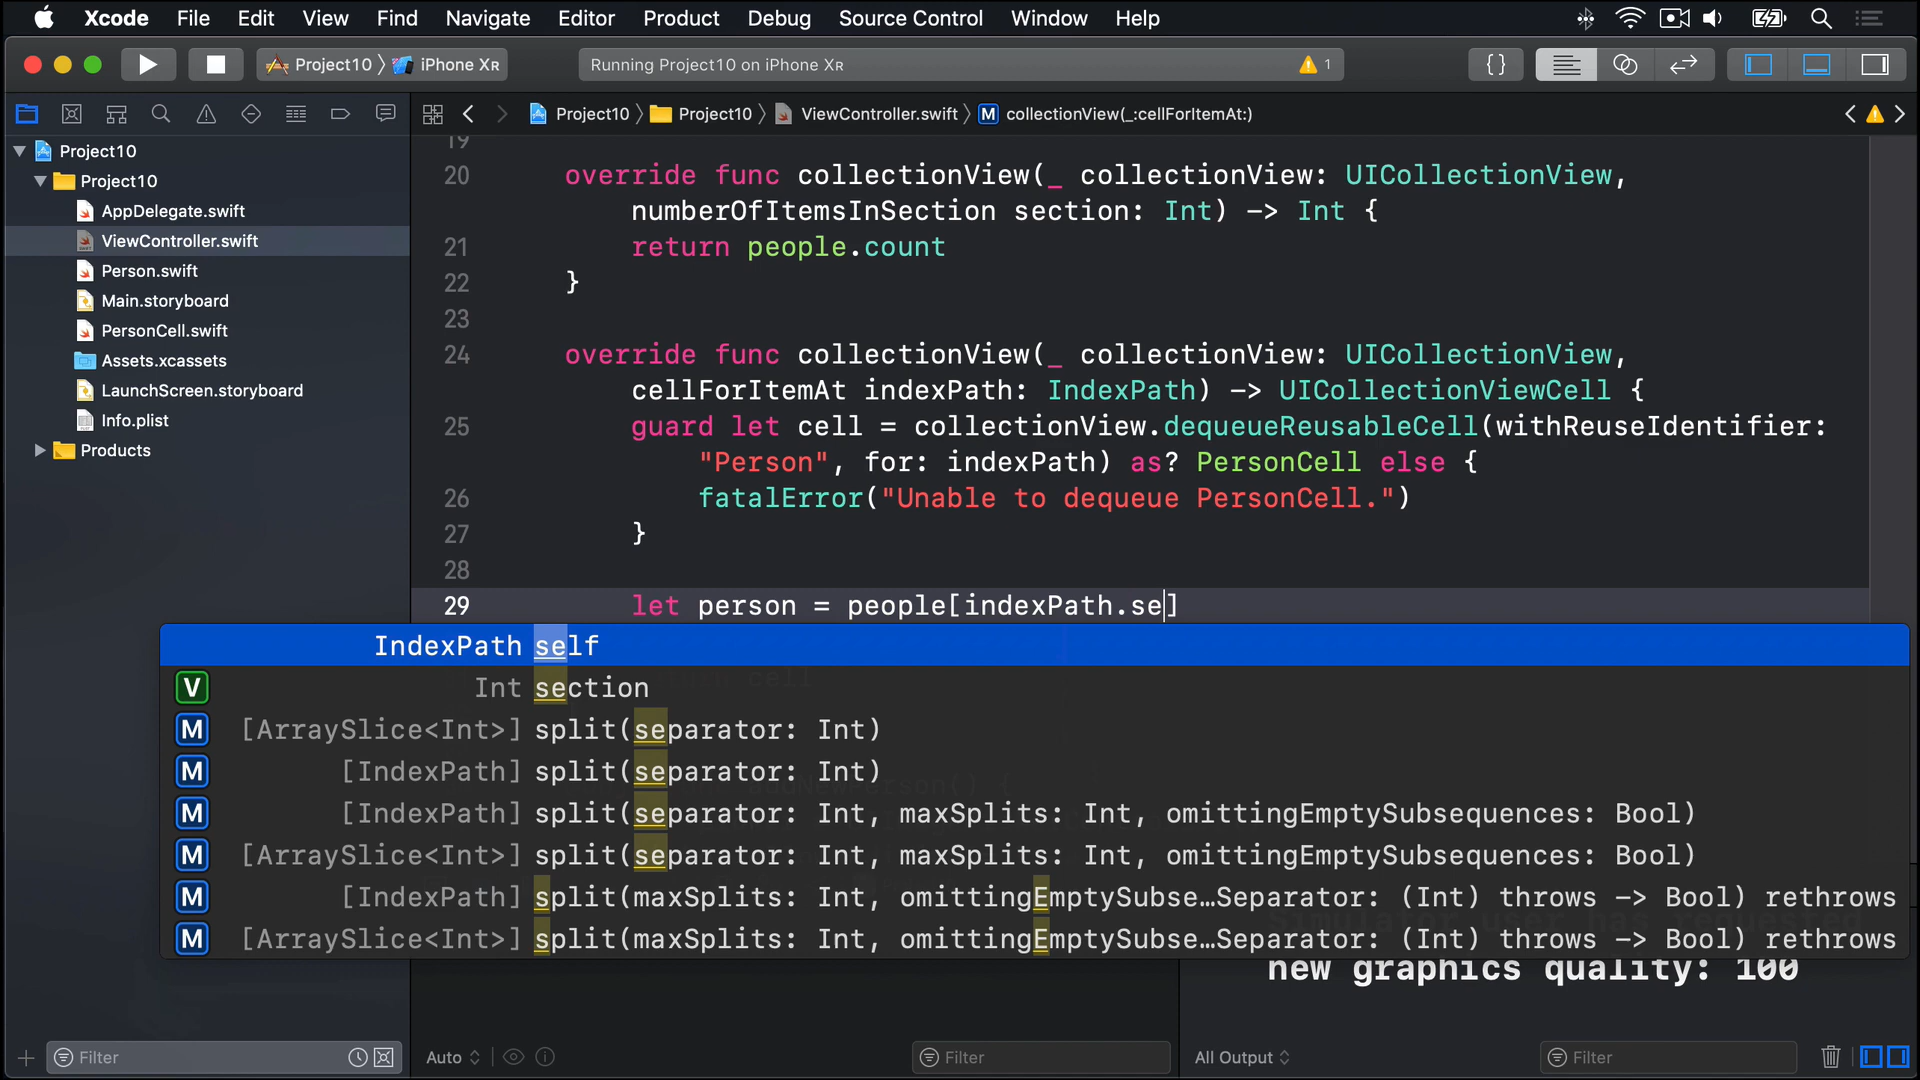 Xcode File Edit View Find Navigate Editor Product Debug Source Control Window Help
Project10 iPhone XR
Running Project10 on iPhone XR
1
{}
Project10 Project10 ViewController.swift M collectionView(_:cellForItemAt:)
Project10
Project10
AppDelegate.swift
ViewController.swift
Person.swift
Main.storyboard
PersonCell.swift
Assets.xcassets
LaunchScreen.storyboard
Info.plist
Products
19
20 override func collectionView(_ collectionView: UICollectionView,
numberOfItemsInSection section: Int) -> Int {
21 return people.count
22 }
23
24 override func collectionView(_ collectionView: UICollectionView,
cellForItemAt indexPath: IndexPath) -> UICollectionViewCell {
25 guard let cell = collectionView.dequeueReusableCell(withReuseIdentifier:
"Person", for: indexPath) as? PersonCell else {
26 fatalError("Unable to dequeue PersonCell.")
27 }
28
29 let person = people[indexPath.se]
IndexPath self
V Int section
M [ArraySlice<Int>] split(separator: Int)
M [IndexPath] split(separator: Int)
M [IndexPath] split(separator: Int, maxSplits: Int, omittingEmptySubsequences: Bool)
M [ArraySlice<Int>] split(separator: Int, maxSplits: Int, omittingEmptySubsequences: Bool)
M [IndexPath] split(maxSplits: Int, omittingEmptySubse…Separator: (Int) throws -> Bool) rethrows
M [ArraySlice<Int>] split(maxSplits: Int, omittingEmptySubse…Separator: (Int) throws -> Bool) rethrows
new graphics quality: 100
Filter
Auto
Filter
All Output
Filter